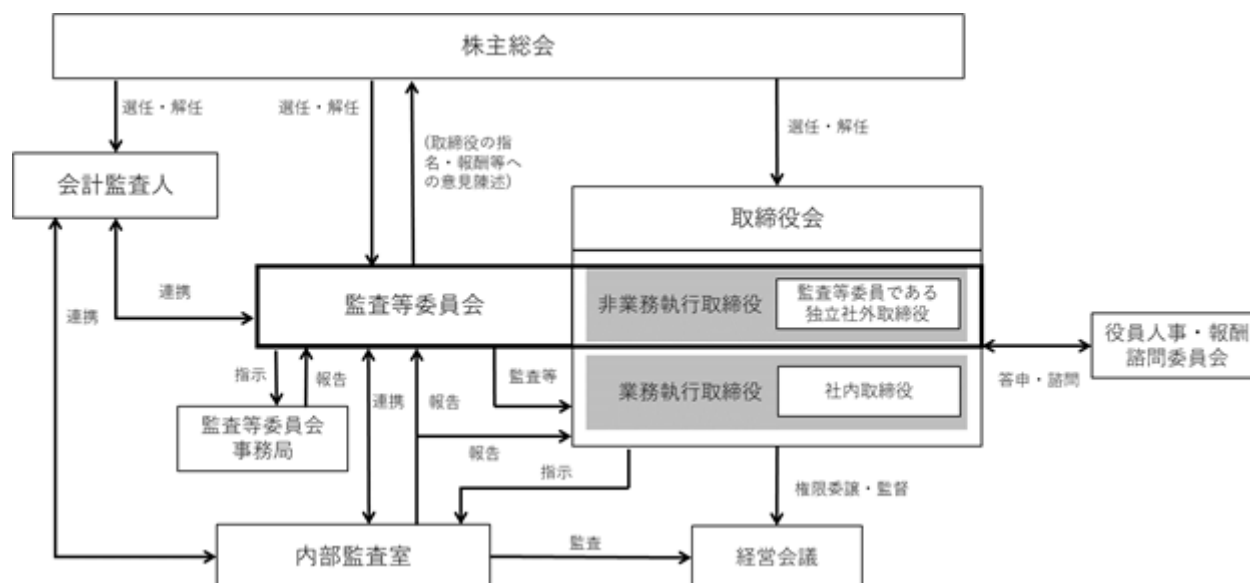 株主総会
選任・解任
選任・解任
(取締役の指
名・報酬等へ
の意見陳述)
選任・解任
会計監査人
取締役会
連携
連携
監査等委員会
非業務執行取締役
監査等委員である
独立社外取締役
役員人事・報酬
諮問委員会
答申・諮問
指示
報告
連携
報告
監査等
業務執行取締役
社内取締役
監査等委員会
事務局
報告
指示
権限委譲・監督
内部監査室
監査
経営会議